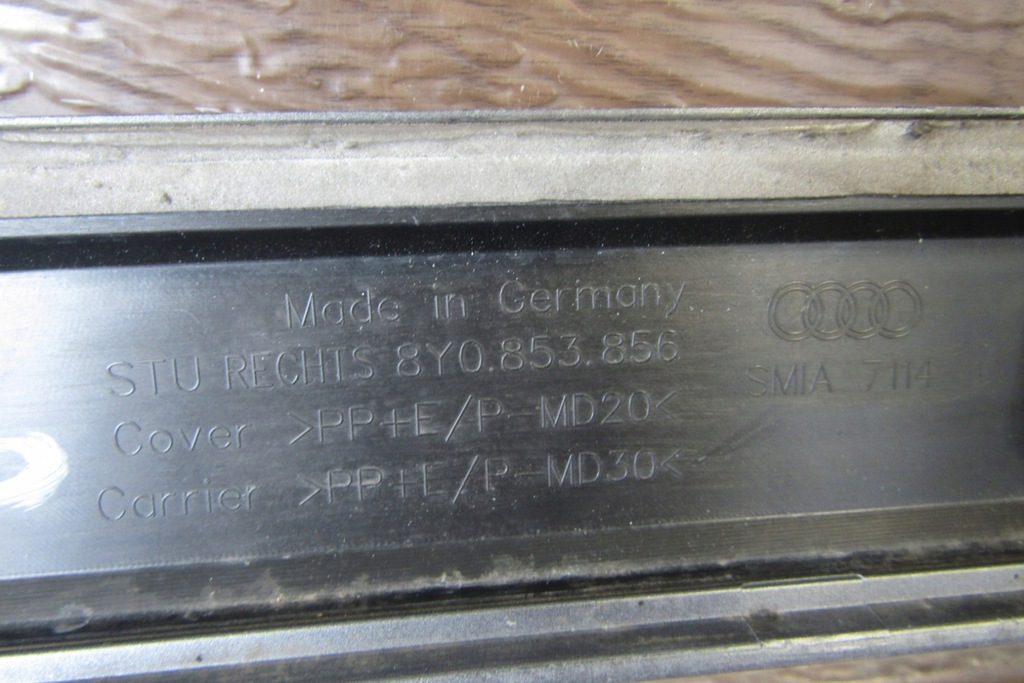 Made in Germany
STU RECHTS 8Y0.853.856
Cover >PP+E/P-MD20<
Carrier >PP+E/P-MD30<
SMIA 7114